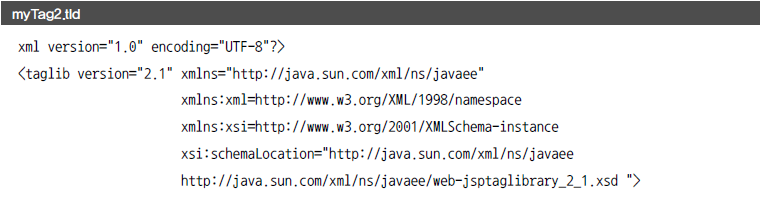 myTag2.tld
xml version="1.0" encoding="UTF-8"?>
<taglib version="2.1" xmlns="http://java.sun.com/xml/ns/javaee"
xmlns:xml=http://www.w3.org/XML/1998/namespace
xmlns:xsi=http://www.w3.org/2001/XMLSchema-instance
xsi:schemaLocation="http://java.sun.com/xml/ns/javaee
http://java.sun.com/xml/ns/javaee/web-jsptaglibrary_2_1.xsd ">